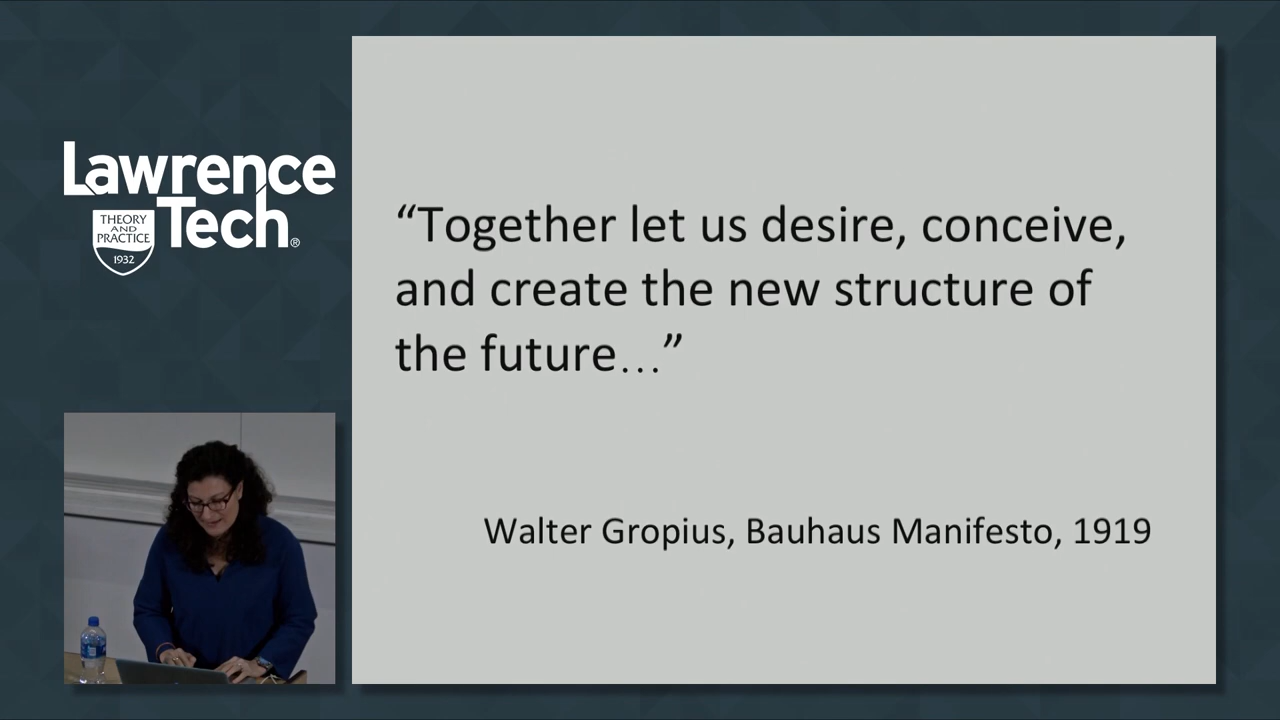 Lawrence
Tech®
THEORY
AND
PRACTICE
1932
“Together let us desire, conceive,
and create the new structure of
the future…”
Walter Gropius, Bauhaus Manifesto, 1919